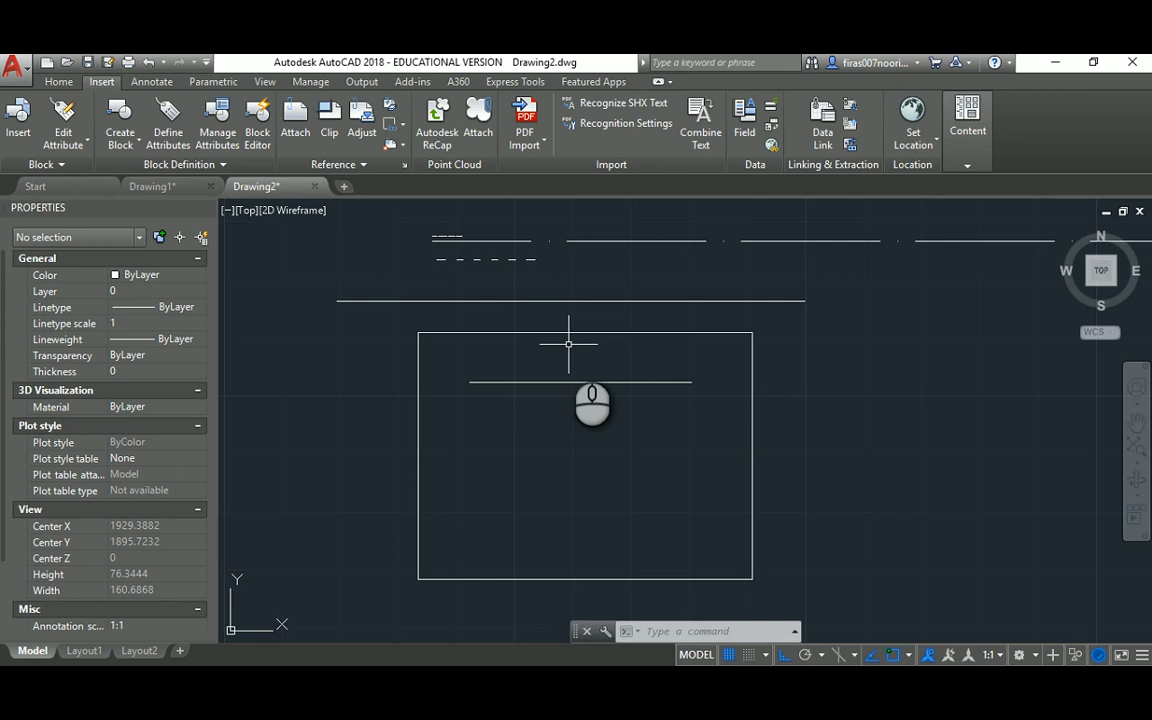 Autodesk AutoCAD 2018 - EDUCATIONAL VERSION Drawing2.dwg
Type a keyword or phrase
firas007noori...
Home Insert Annotate Parametric View Manage Output Add-ins A360 Express Tools Featured Apps
Insert
Edit Attribute
Create Block
Define Attributes
Manage Attributes
Block Editor
Attach
Clip
Adjust
Autodesk ReCap
Attach
PDF Import
Recognize SHX Text
Recognition Settings
Combine Text
Field
Data Link
Set Location
Content
Block Block Definition Reference Point Cloud Import Data Linking & Extraction Location
Start Drawing1* Drawing2*
PROPERTIES
[−][Top][2D Wireframe]
No selection
General
Color ByLayer
Layer 0
Linetype ByLayer
Linetype scale 1
Lineweight ByLayer
Transparency ByLayer
Thickness 0
3D Visualization
Material ByLayer
Plot style
Plot style ByColor
Plot style table None
Plot table atta... Model
Plot table type Not available
View
Center X 1929.3882
Center Y 1895.7232
Center Z 0
Height 76.3444
Width 160.6868
Misc
Annotation sc... 1:1
N
W TOP E
S
WCS
Y
X
Type a command
Model Layout1 Layout2 +
MODEL 1:1